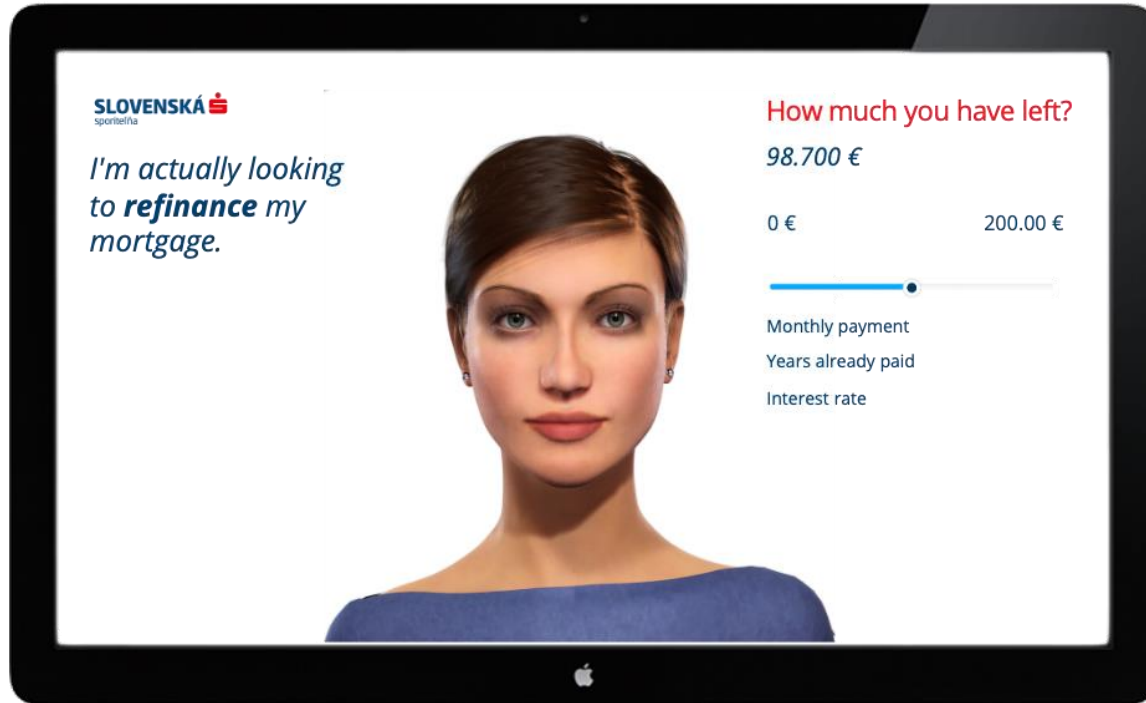 SLOVENSKÁ
sporiteľňa
I'm actually looking
to refinance my
mortgage.
How much you have left?
98.700 €
0 € 200.00 €
Monthly payment
Years already paid
Interest rate